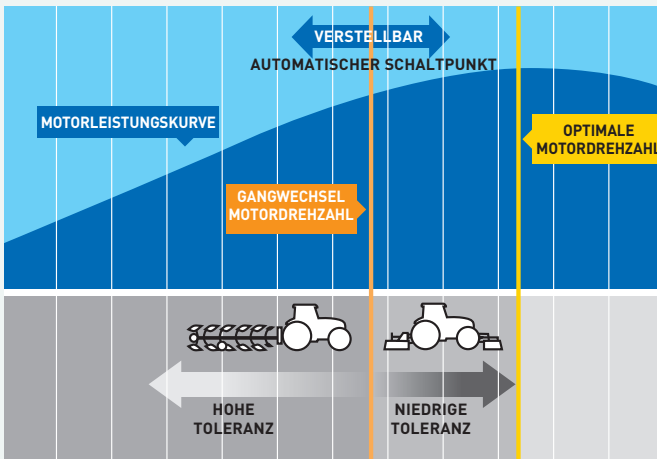 VERSTELLBAR
AUTOMATISCHER SCHALTPUNKT
MOTORLEISTUNGSKURVE
OPTIMALE
MOTORDREHZAHL
GANGWECHSEL
MOTORDREHZAHL
HOHE
TOLERANZ
NIEDRIGE
TOLERANZ